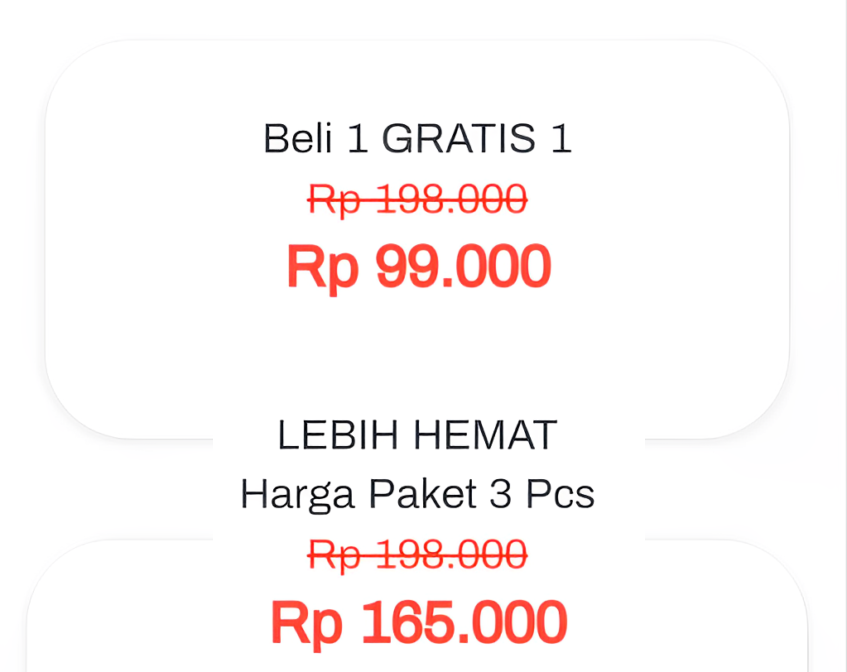 Beli 1 GRATIS 1
Rp 198.000
Rp 99.000
LEBIH HEMAT
Harga Paket 3 Pcs
Rp 198.000
Rp 165.000